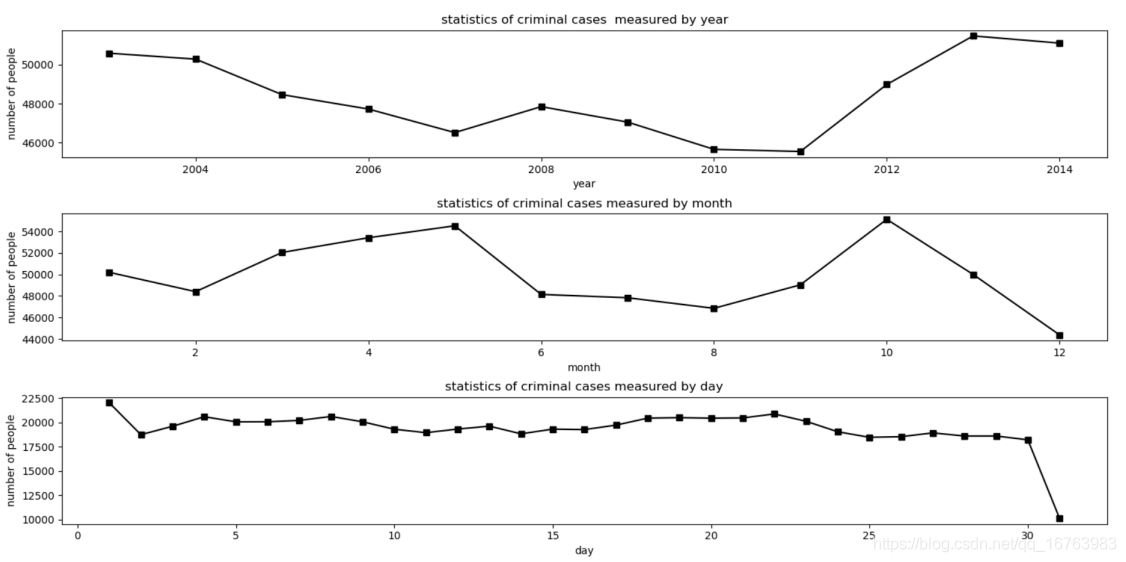 statistics of criminal cases  measured by year
number of people
50000
48000
46000
2004 2006 2008 2010 2012 2014
year
statistics of criminal cases measured by month
number of people
54000
52000
50000
48000
46000
44000
2 4 6 8 10 12
month
statistics of criminal cases measured by day
number of people
22500
20000
17500
15000
12500
10000
0 5 10 15 20 25 30
day
https://blog.csdn.net/qq_16763983